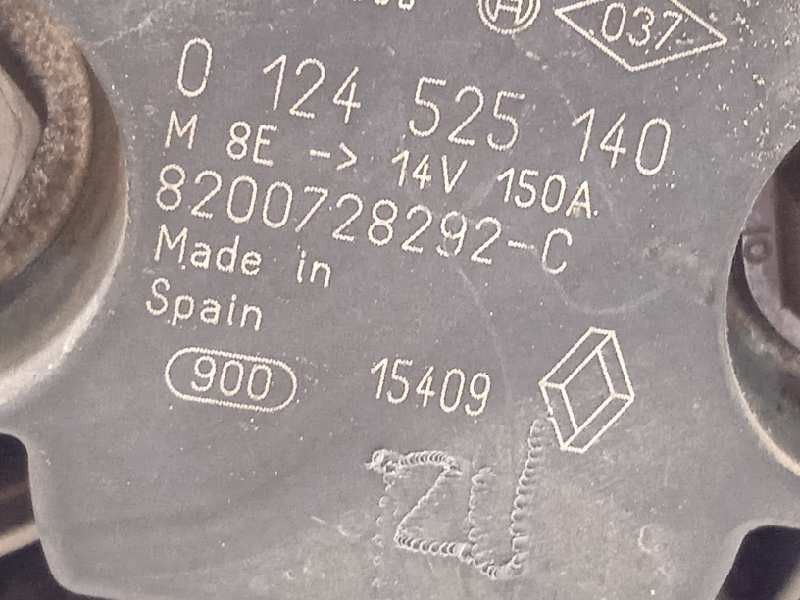 037
0 124 525 140
M 8E -> 14V 150A
8200728292-C
Made in
Spain
900 15409